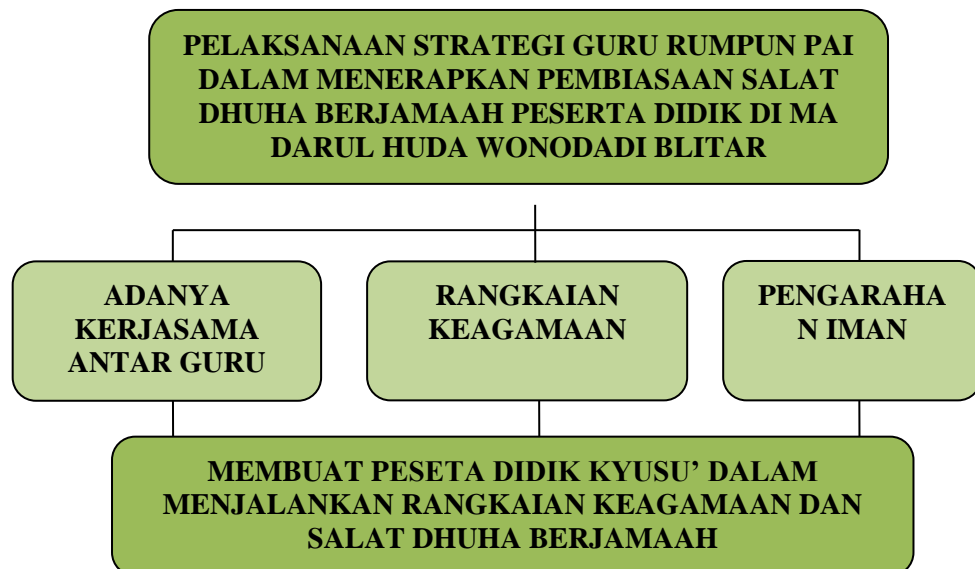 PELAKSANAAN STRATEGI GURU RUMPUN PAI
DALAM MENERAPKAN PEMBIASAAN SALAT
DHUHA BERJAMAAH PESERTA DIDIK DI MA
DARUL HUDA WONODADI BLITAR
ADANYA
KERJASAMA
ANTAR GURU
RANGKAIAN
KEAGAMAAN
PENGARAHA
N IMAN
MEMBUAT PESETA DIDIK KYUSU’ DALAM
MENJALANKAN RANGKAIAN KEAGAMAAN DAN
SALAT DHUHA BERJAMAAH